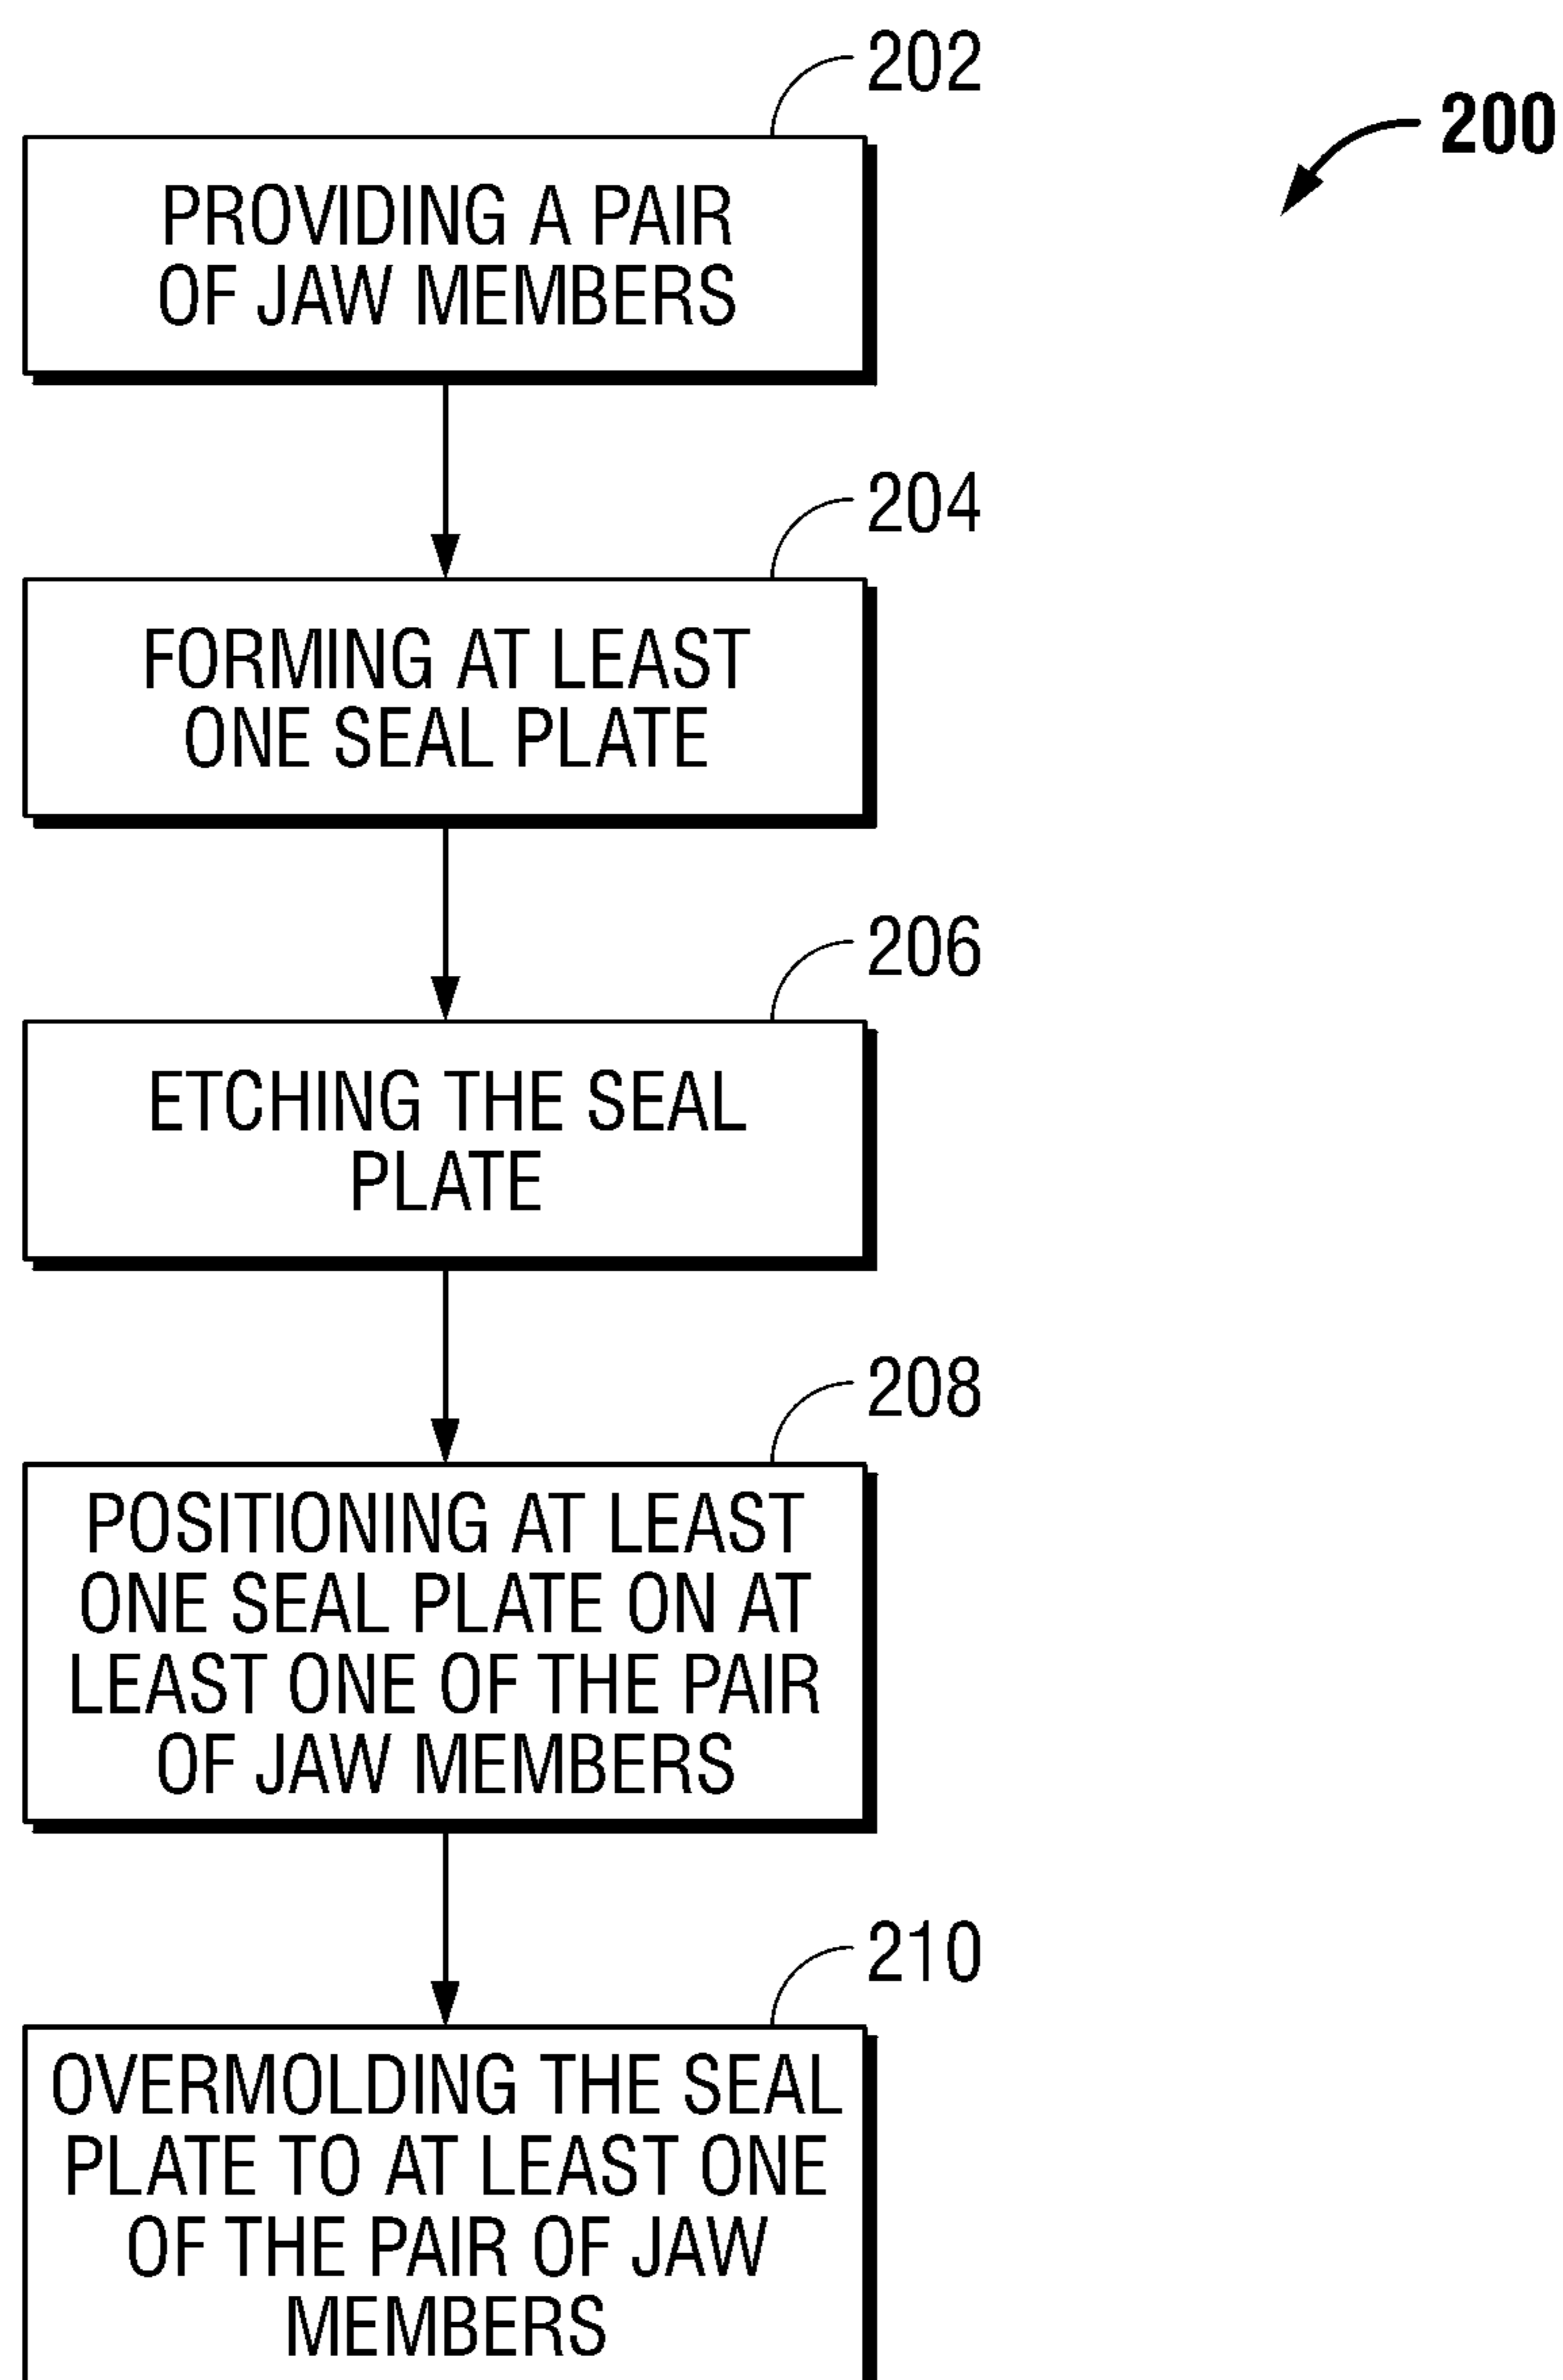 202
200
PROVIDING A PAIR
OF JAW MEMBERS
204
FORMING AT LEAST
ONE SEAL PLATE
206
ETCHING THE SEAL
PLATE
208
POSITIONING AT LEAST
ONE SEAL PLATE ON AT
LEAST ONE OF THE PAIR
OF JAW MEMBERS
210
OVERMOLDING THE SEAL
PLATE TO AT LEAST ONE
OF THE PAIR OF JAW
MEMBERS